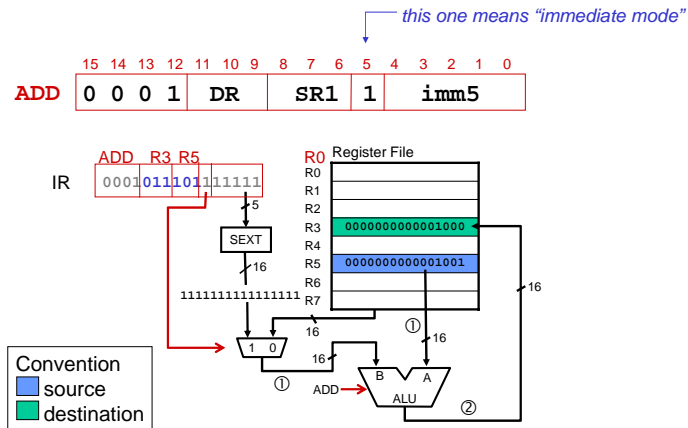 this one means “immediate mode”
15 14 13 12 11 10 9 8 7 6 5 4 3 2 1 0
ADD 0 0 0 1 DR SR1 1 imm5
ADD R3 R5
IR 0001011101111111
R0 Register File
R0
R1
R2
R3 0000000000001000
R4
R5 0000000000001001
R6
R7
5
SEXT
16
1111111111111111
16
①
16
16
1 0
①
16
B A
ADD
ALU
②
Convention
source
destination